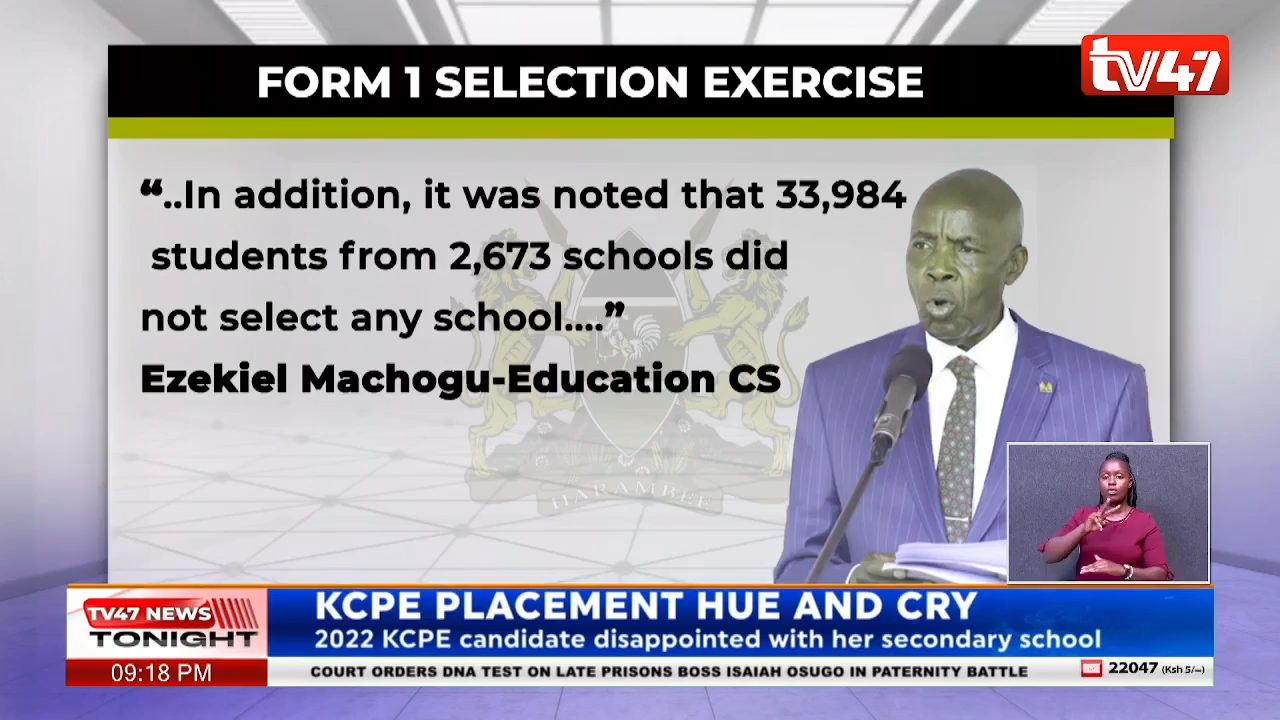 FORM 1 SELECTION EXERCISE
tv47
“..In addition, it was noted that 33,984
students from 2,673 schools did
not select any school....”
Ezekiel Machogu-Education CS
HARAMBEE
TV47 NEWS
TONIGHT
KCPE PLACEMENT HUE AND CRY
2022 KCPE candidate disappointed with her secondary school
09:18 PM
COURT ORDERS DNA TEST ON LATE PRISONS BOSS ISAIAH OSUGO IN PATERNITY BATTLE
22047 (Ksh 5/=)